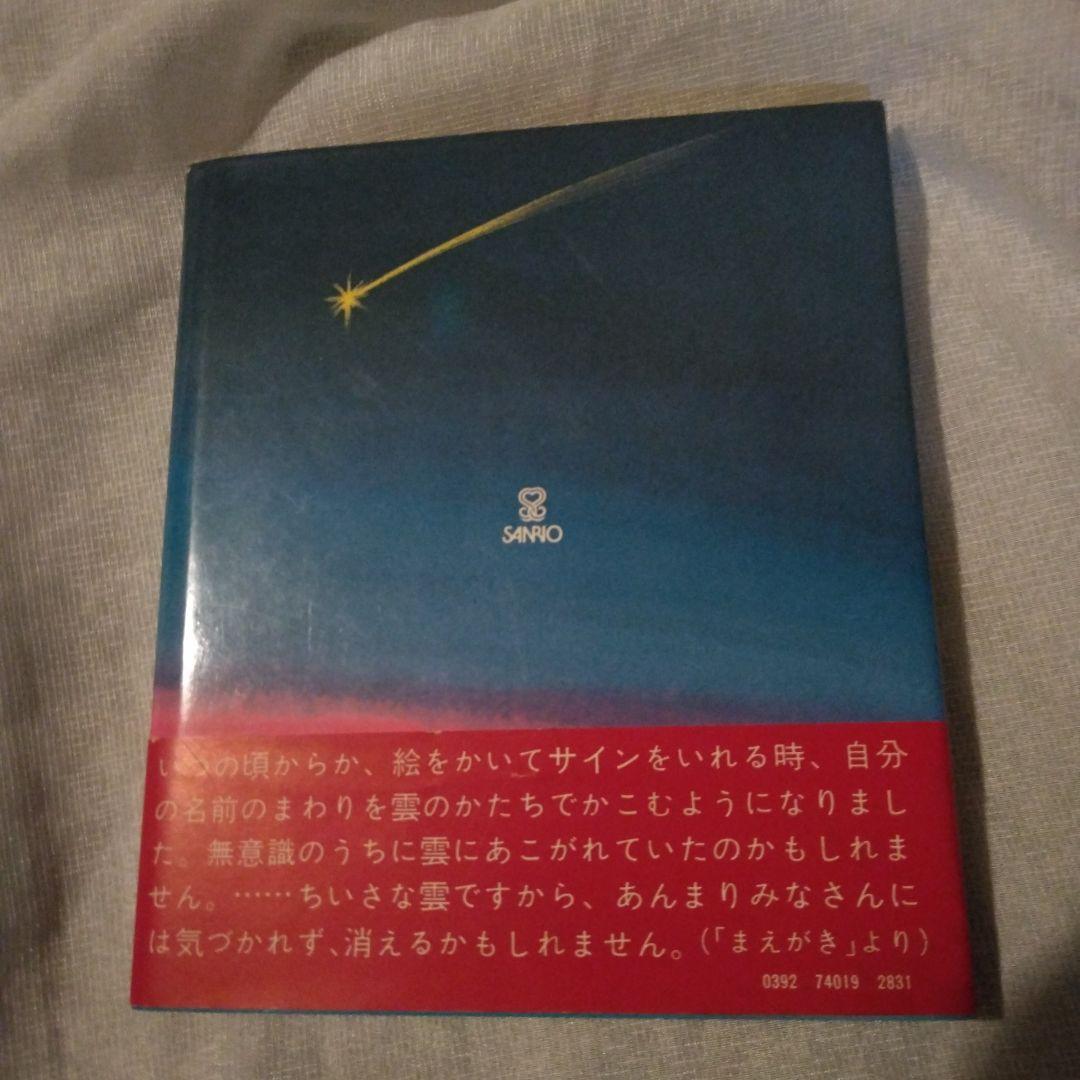 SANRIO
いつの頃からか、絵をかいてサインをいれる時、自分
の名前のまわりを雲のかたちでかこむようになりまし
た。無意識のうちに雲にあこがれていたのかもしれま
せん。……ちいさな雲ですから、あんまりみなさんに
は気づかれず、消えるかもしれません。(「まえがき」より)
0392 74019 2831